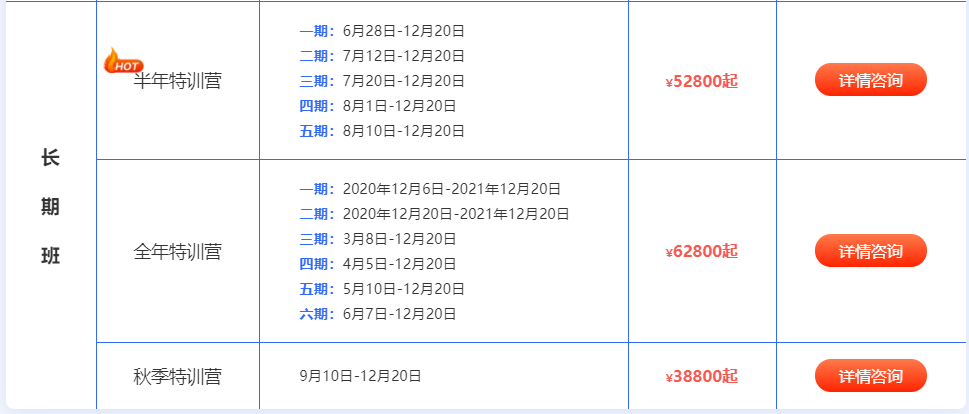 长期班
HOT
半年特训营
一期：6月28日-12月20日
二期：7月12日-12月20日
三期：7月20日-12月20日
四期：8月1日-12月20日
五期：8月10日-12月20日
¥52800起
详情咨询
全年特训营
一期：2020年12月6日-2021年12月20日
二期：2020年12月20日-2021年12月20日
三期：3月8日-12月20日
四期：4月5日-12月20日
五期：5月10日-12月20日
六期：6月7日-12月20日
¥62800起
详情咨询
秋季特训营
9月10日-12月20日
¥38800起
详情咨询